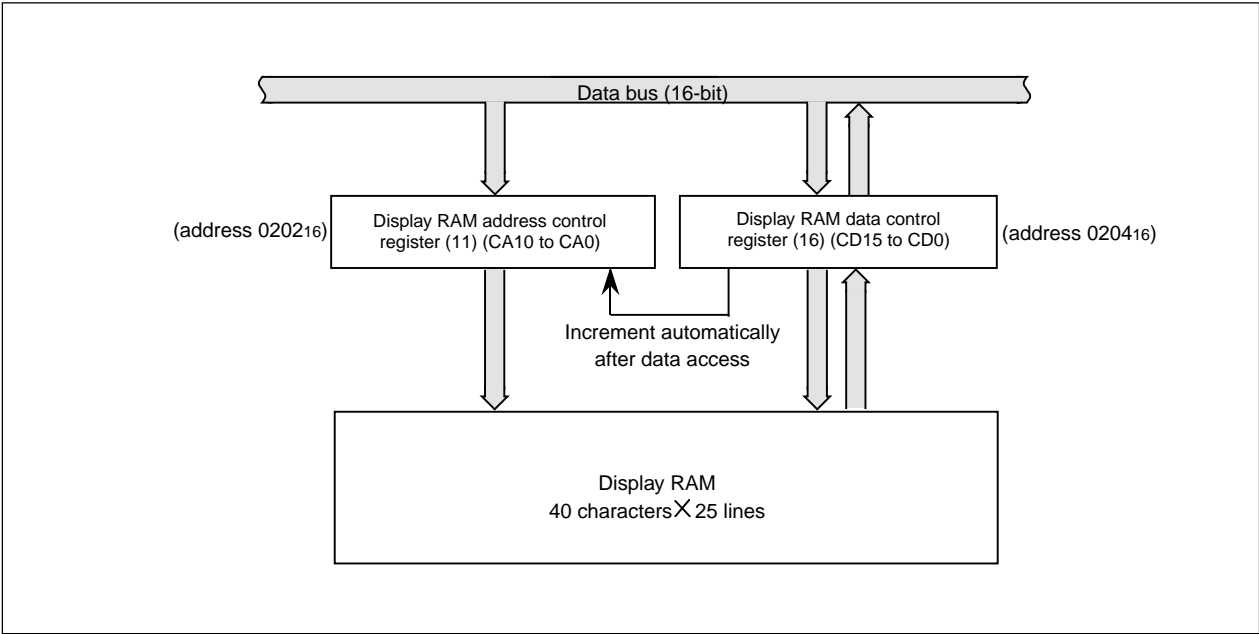 Data bus (16-bit)
(address 0202₁₆)
Display RAM address control
register (11) (CA10 to CA0)
Display RAM data control
register (16) (CD15 to CD0)
(address 0204₁₆)
Increment automatically
after data access
Display RAM
40 characters × 25 lines